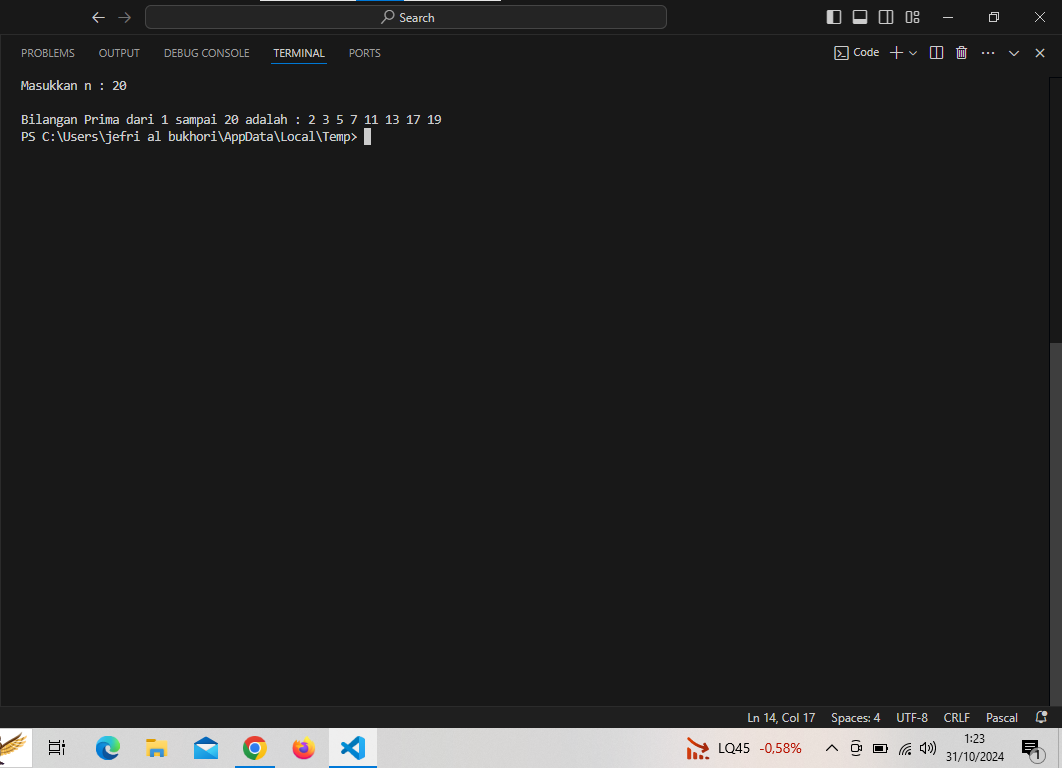 Search
PROBLEMS OUTPUT DEBUG CONSOLE TERMINAL PORTS Code
Masukkan n : 20
Bilangan Prima dari 1 sampai 20 adalah : 2 3 5 7 11 13 17 19
PS C:\Users\jefri al bukhori\AppData\Local\Temp>
Ln 14, Col 17 Spaces: 4 UTF-8 CRLF Pascal
LQ45 -0,58% 1:23
31/10/2024 1